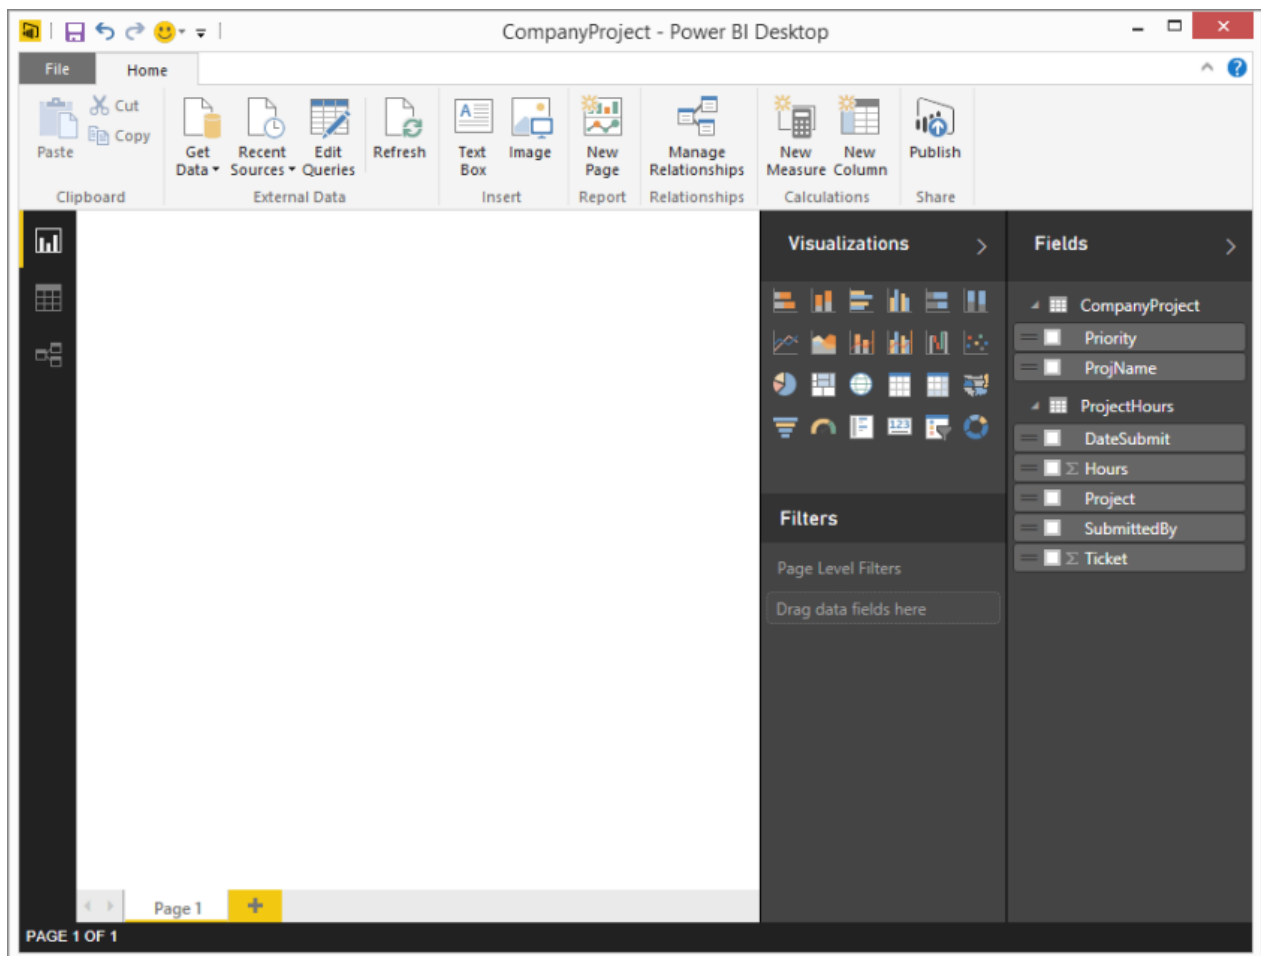 CompanyProject - Power BI Desktop
File Home
Paste
Cut
Copy
Get Data
Recent Sources
Edit Queries
Refresh
Text Box
Image
New Page
Manage Relationships
New Measure
New Column
Publish
Clipboard External Data Insert Report Relationships Calculations Share
Visualizations
123
Filters
Page Level Filters
Drag data fields here
Fields
CompanyProject
Priority
ProjName
ProjectHours
DateSubmit
Σ Hours
Project
SubmittedBy
Σ Ticket
Page 1
PAGE 1 OF 1